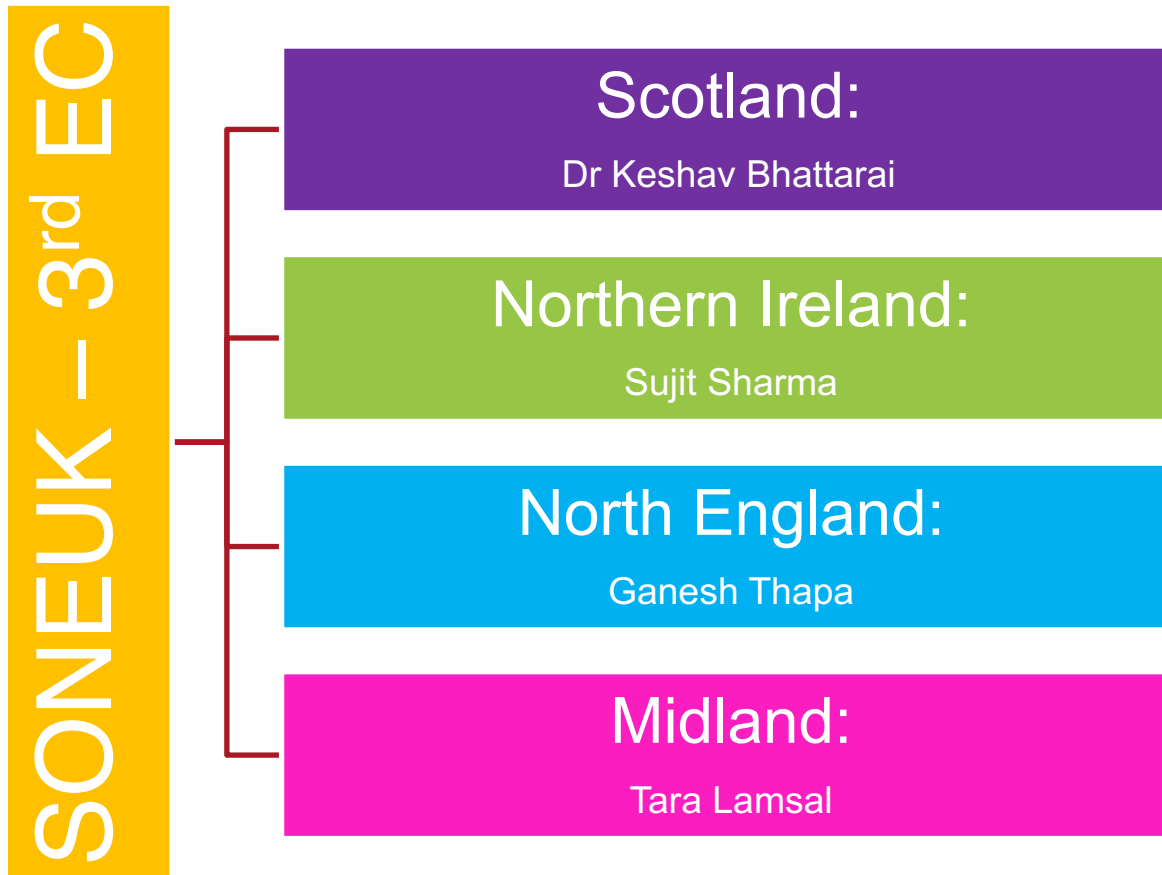 SONEUK – 3rd EC
Scotland:
Dr Keshav Bhattarai
Northern Ireland:
Sujit Sharma
North England:
Ganesh Thapa
Midland:
Tara Lamsal